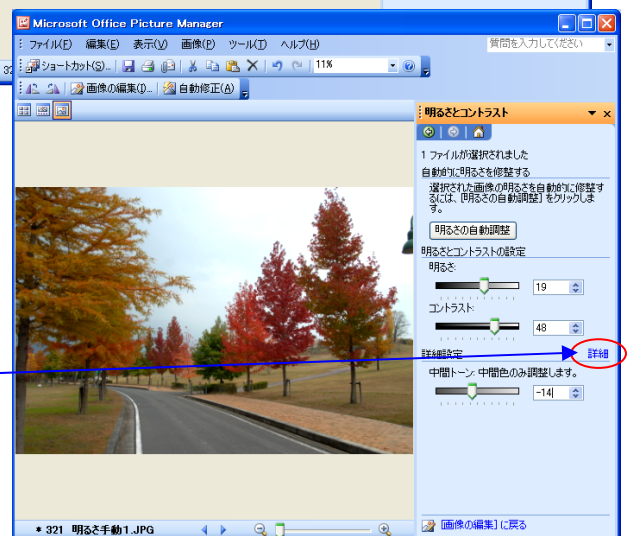 Microsoft Office Picture Manager
ファイル(F) 編集(E) 表示(V) 画像(P) ツール(T) ヘルプ(H) 質問を入力してください
ショートカット(S)... 11%
画像の編集(I)... 自動修正(A)
明るさとコントラスト
1 ファイルが選択されました
自動的に明るさを修整する
選択された画像の明るさを自動的に修整す
るには、[明るさの自動調整] をクリックしま
す。
明るさの自動調整
明るさとコントラストの設定
明るさ:
19
コントラスト:
48
詳細設定 詳細
中間トーン: 中間色のみ調整します。
-14
* 321 明るさ手動1.JPG
[画像の編集] に戻る